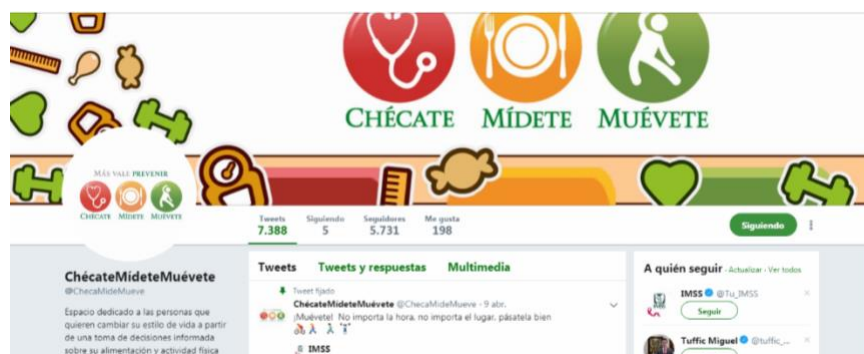 CHÉCATE MÍDETE MUÉVETE
MÁS VALE PREVENIR
CHÉCATE MÍDETE MUÉVETE
Tweets Siguiendo Seguidores Me gusta
7.388 5 5.731 198
Siguiendo
ChécateMídeteMuévete
@ChecaMideMueve
Espacio dedicado a las personas que
quieren cambiar su estilo de vida a partir
de una toma de decisiones informada
sobre su alimentación y actividad física
Tweets Tweets y respuestas Multimedia
Tweet fijado
ChécateMídeteMuévete @ChecaMideMueve · 9 abr.
¡Muévete! No importa la hora, no importa el lugar, pásatela bien
IMSS
A quién seguir · Actualizar · Ver todos
IMSS @Tu_IMSS
Seguir
Tuffic Miguel @tuffic_...